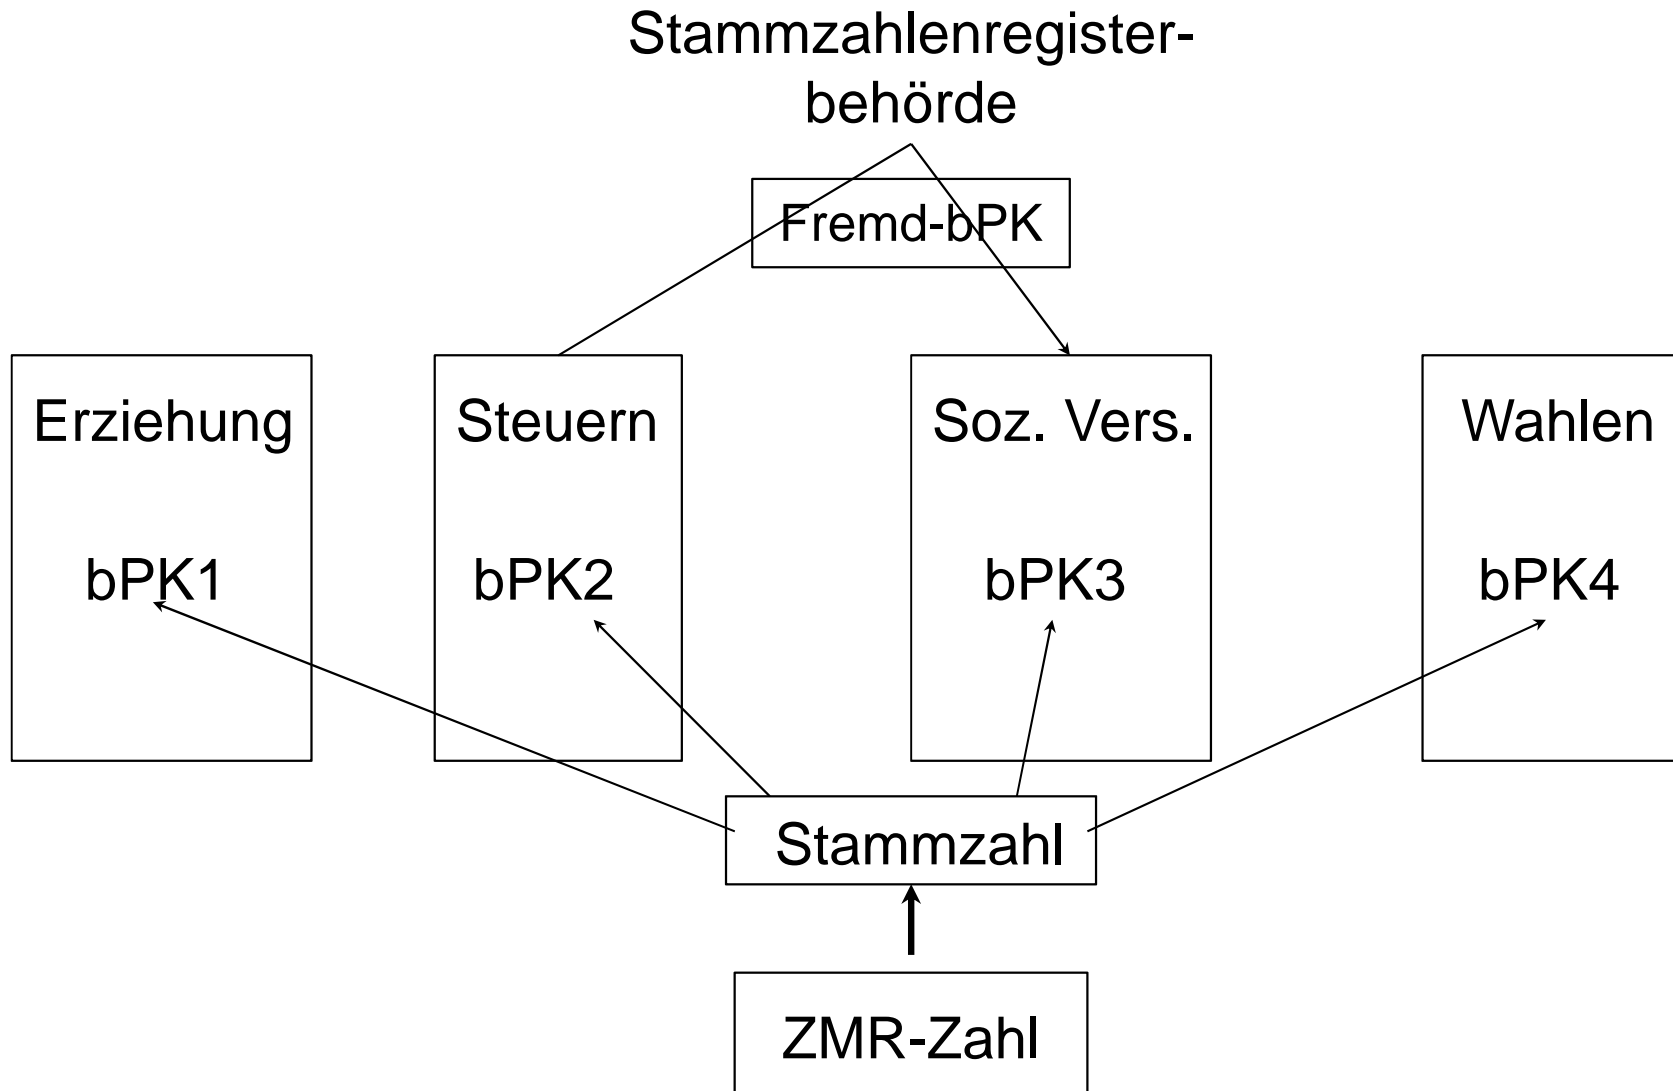 Stammzahlenregister-
behörde
Fremd-bPK
Erziehung
Steuern
Soz. Vers.
Wahlen
bPK1
bPK2
bPK3
bPK4
Stammzahl
ZMR-Zahl